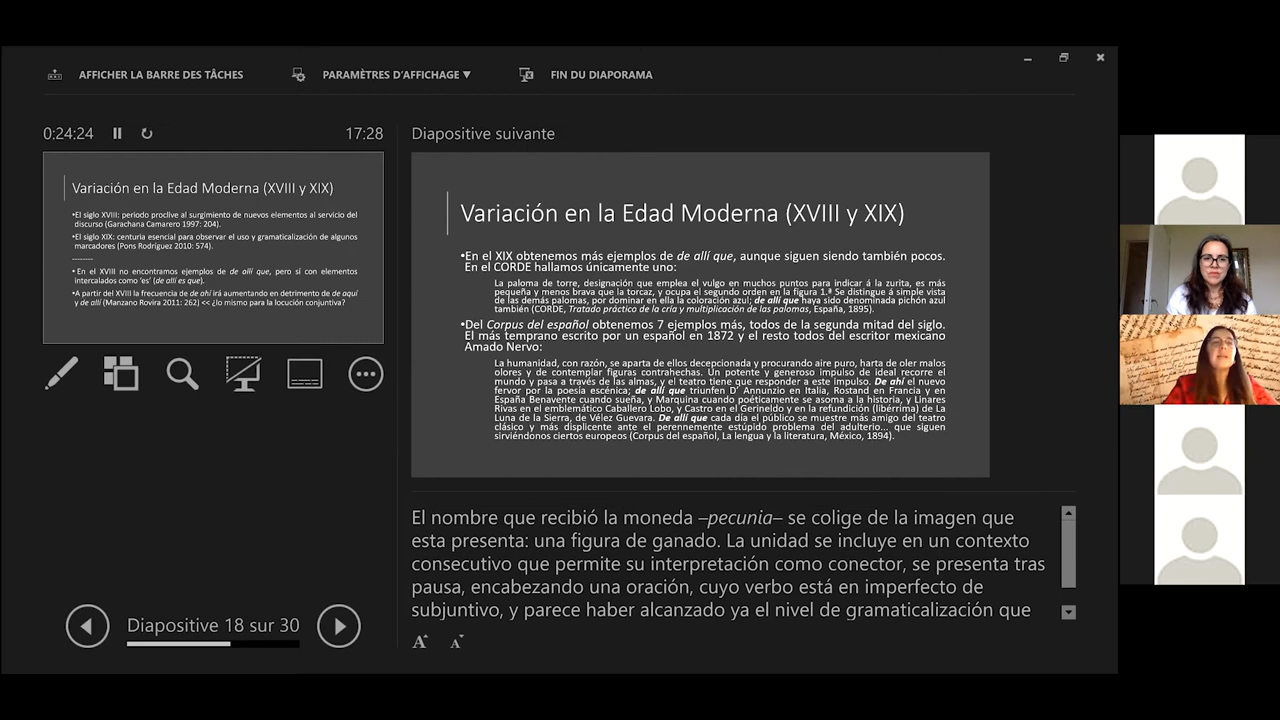 AFFICHER LA BARRE DES TÂCHES
PARAMÈTRES D'AFFICHAGE ▼
FIN DU DIAPORAMA
0:24:24
17:28
Variación en la Edad Moderna (XVIII y XIX)
•El siglo XVIII: periodo proclive al surgimiento de nuevos elementos al servicio del
discurso (Garachana Camarero 1997: 204).
•El siglo XIX: centuria esencial para observar el uso y gramaticalización de algunos
marcadores (Pons Rodríguez 2010: 574).
--------
• En el XVIII no encontramos ejemplos de de allí que, pero sí con elementos
intercalados como 'es' (de allí es que).
•A partir del XVIII la frecuencia de de ahí irá aumentando en detrimento de de aquí
y de allí (Manzano Rovira 2011: 262) << ¿lo mismo para la locución conjuntiva?
Diapositive 18 sur 30
Diapositive suivante
Variación en la Edad Moderna (XVIII y XIX)
•En el XIX obtenemos más ejemplos de de allí que, aunque siguen siendo también pocos.
En el CORDE hallamos únicamente uno:
La paloma de torre, designación que emplea el vulgo en muchos puntos para indicar á la zurita, es más
pequeña y menos brava que la torcaz, y ocupa el segundo orden en la figura 1.ª Se distingue á simple vista
de las demás palomas, por dominar en ella la coloración azul; de allí que haya sido denominada pichón azul
también (CORDE, Tratado práctico de la cría y multiplicación de las palomas, España, 1895).
•Del Corpus del español obtenemos 7 ejemplos más, todos de la segunda mitad del siglo.
El más temprano escrito por un español en 1872 y el resto todos del escritor mexicano
Amado Nervo:
La humanidad, con razón, se aparta de ellos decepcionada y procurando aire puro, harta de oler malos
olores y de contemplar figuras contrahechas. Un potente y generoso impulso de ideal recorre el
mundo y pasa a través de las almas, y el teatro tiene que responder a este impulso. De ahí el nuevo
fervor por la poesía escénica; de allí que triunfen D' Annunzio en Italia, Rostand en Francia y en
España Benavente cuando sueña, y Marquina cuando poéticamente se asoma a la historia, y Linares
Rivas en el emblemático Caballero Lobo, y Castro en el Gerineldo y en la refundición (libérrima) de La
Luna de la Sierra, de Vélez Guevara. De allí que cada día el público se muestre más amigo del teatro
clásico y más displicente ante el perennemente estúpido problema del adulterio... que siguen
sirviéndonos ciertos europeos (Corpus del español, La lengua y la literatura, México, 1894).
El nombre que recibió la moneda –pecunia– se colige de la imagen que
esta presenta: una figura de ganado. La unidad se incluye en un contexto
consecutivo que permite su interpretación como conector, se presenta tras
pausa, encabezando una oración, cuyo verbo está en imperfecto de
subjuntivo, y parece haber alcanzado ya el nivel de gramaticalización que
A A